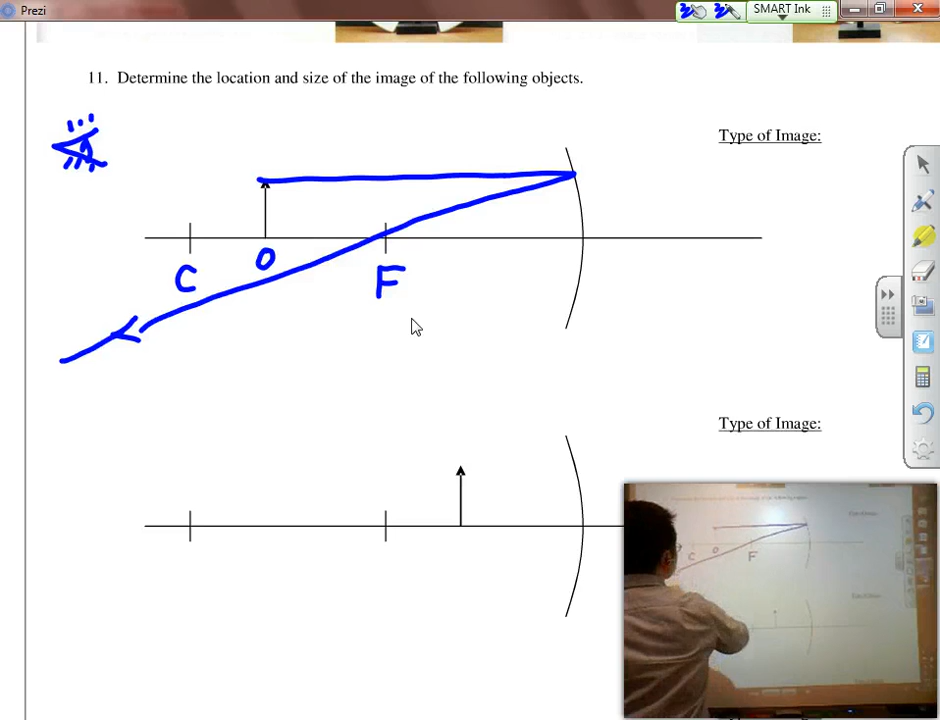 Prezi
SMART Ink
11. Determine the location and size of the image of the following objects.
Type of Image:
C
O
F
Type of Image:
C O F